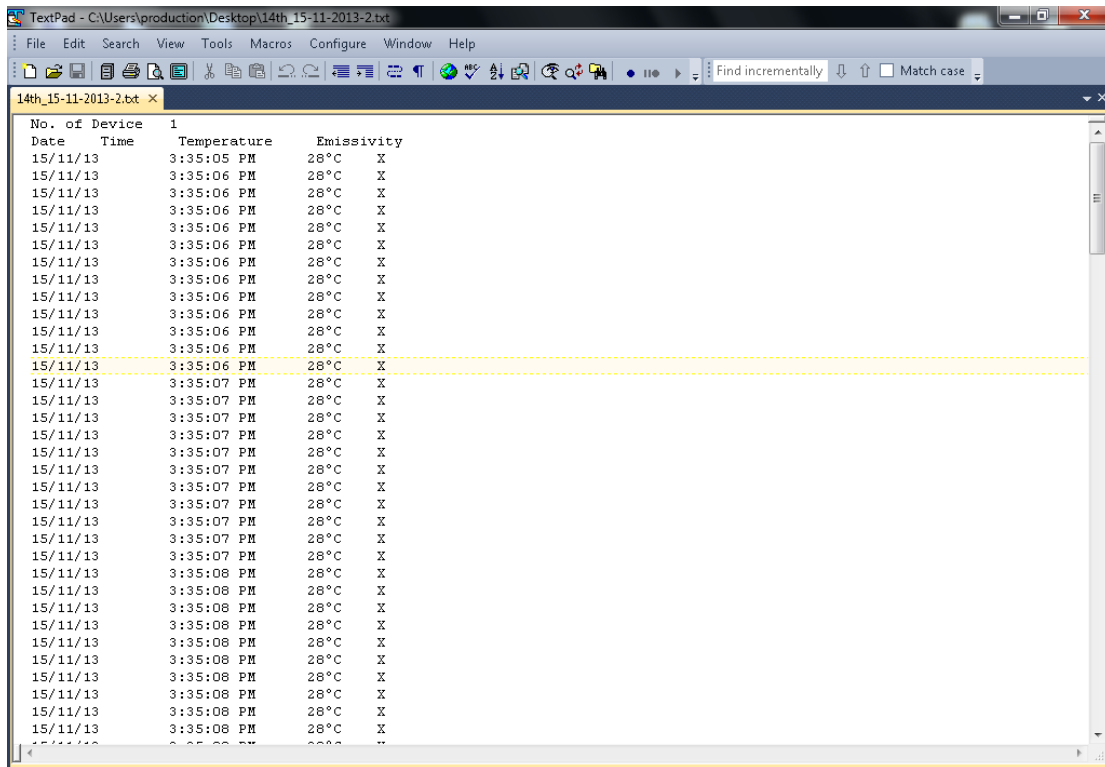 TextPad - C:\Users\production\Desktop\14th_15-11-2013-2.txt
File Edit Search View Tools Macros Configure Window Help
Find incrementally Match case
14th_15-11-2013-2.txt
No. of Device 1
Date Time Temperature Emissivity
15/11/13 3:35:05 PM 28°C X
15/11/13 3:35:06 PM 28°C X
15/11/13 3:35:06 PM 28°C X
15/11/13 3:35:06 PM 28°C X
15/11/13 3:35:06 PM 28°C X
15/11/13 3:35:06 PM 28°C X
15/11/13 3:35:06 PM 28°C X
15/11/13 3:35:06 PM 28°C X
15/11/13 3:35:06 PM 28°C X
15/11/13 3:35:06 PM 28°C X
15/11/13 3:35:06 PM 28°C X
15/11/13 3:35:06 PM 28°C X
15/11/13 3:35:06 PM 28°C X
15/11/13 3:35:07 PM 28°C X
15/11/13 3:35:07 PM 28°C X
15/11/13 3:35:07 PM 28°C X
15/11/13 3:35:07 PM 28°C X
15/11/13 3:35:07 PM 28°C X
15/11/13 3:35:07 PM 28°C X
15/11/13 3:35:07 PM 28°C X
15/11/13 3:35:07 PM 28°C X
15/11/13 3:35:07 PM 28°C X
15/11/13 3:35:07 PM 28°C X
15/11/13 3:35:07 PM 28°C X
15/11/13 3:35:08 PM 28°C X
15/11/13 3:35:08 PM 28°C X
15/11/13 3:35:08 PM 28°C X
15/11/13 3:35:08 PM 28°C X
15/11/13 3:35:08 PM 28°C X
15/11/13 3:35:08 PM 28°C X
15/11/13 3:35:08 PM 28°C X
15/11/13 3:35:08 PM 28°C X
15/11/13 3:35:08 PM 28°C X
15/11/13 3:35:08 PM 28°C X